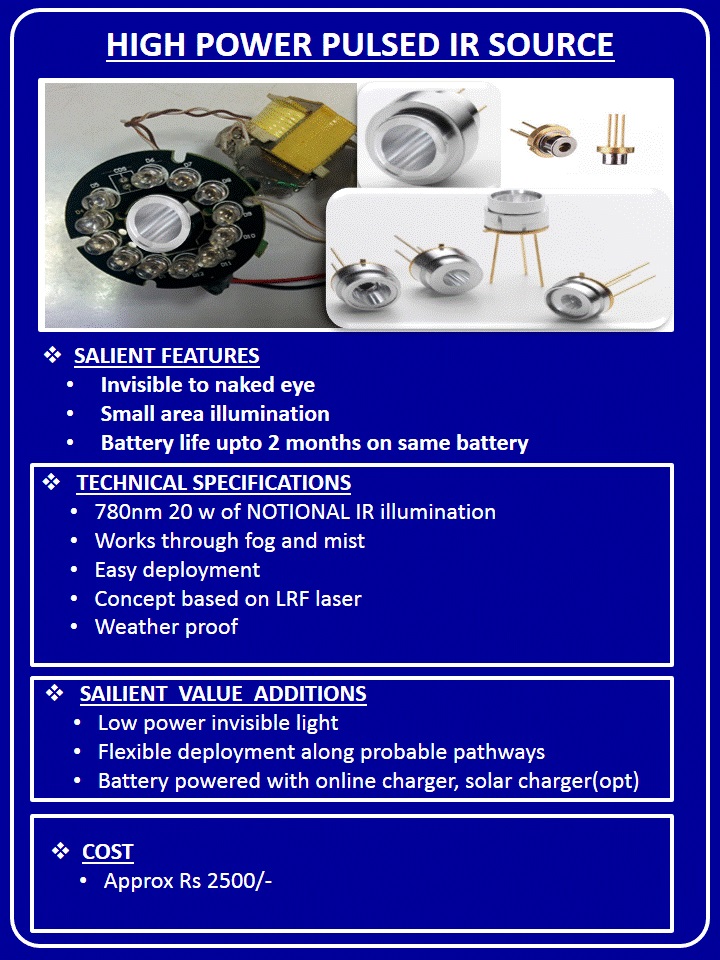 HIGH POWER PULSED IR SOURCE
D6
D7
❖ SALIENT FEATURES
• Invisible to naked eye
• Small area illumination
• Battery life upto 2 months on same battery
❖ TECHNICAL SPECIFICATIONS
• 780nm 20 w of NOTIONAL IR illumination
• Works through fog and mist
• Easy deployment
• Concept based on LRF laser
• Weather proof
❖ SAILIENT VALUE ADDITIONS
• Low power invisible light
• Flexible deployment along probable pathways
• Battery powered with online charger, solar charger(opt)
❖ COST
• Approx Rs 2500/-